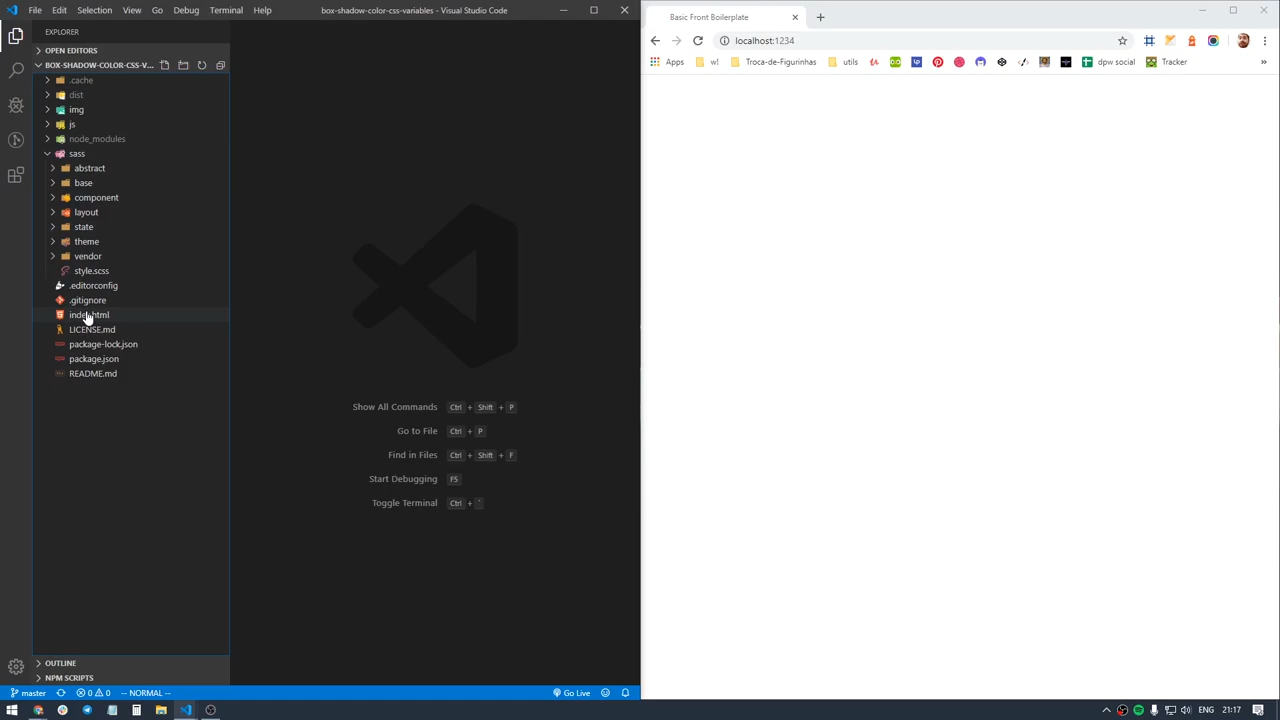 File Edit Selection View Go Debug Terminal Help
box-shadow-color-css-variables - Visual Studio Code
EXPLORER
OPEN EDITORS
BOX-SHADOW-COLOR-CSS-V...
.cache
dist
img
js
node_modules
sass
abstract
base
component
layout
state
theme
vendor
style.scss
.editorconfig
.gitignore
index.html
LICENSE.md
package-lock.json
package.json
README.md
OUTLINE
NPM SCRIPTS
Show All Commands Ctrl + Shift + P
Go to File Ctrl + P
Find in Files Ctrl + Shift + F
Start Debugging F5
Toggle Terminal Ctrl + `
master 0 0 -- NORMAL -- Go Live
Basic Front Boilerplate
localhost:1234
Apps w! Troca-de-Figurinhas utils dpw social Tracker »
ENG 21:17